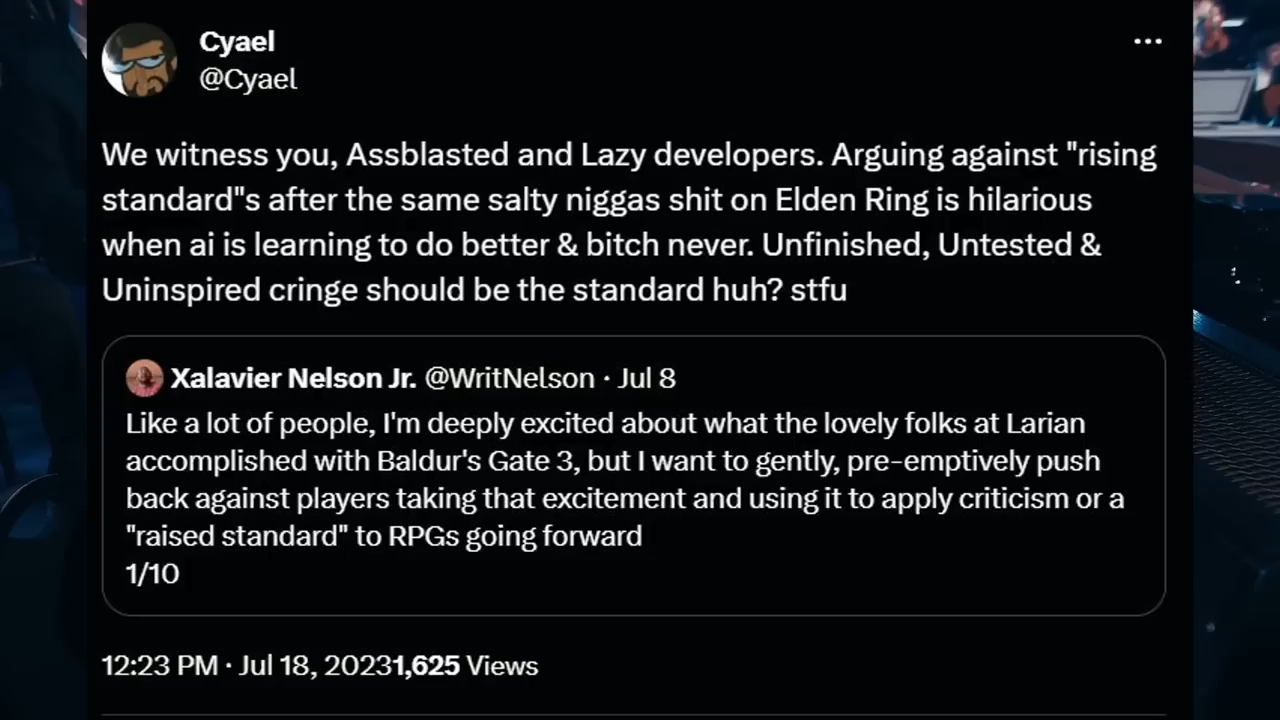 Cyael
@Cyael
We witness you, Assblasted and Lazy developers. Arguing against "rising
standard"s after the same salty niggas shit on Elden Ring is hilarious
when ai is learning to do better & bitch never. Unfinished, Untested &
Uninspired cringe should be the standard huh? stfu
Xalavier Nelson Jr. @WritNelson · Jul 8
Like a lot of people, I'm deeply excited about what the lovely folks at Larian
accomplished with Baldur's Gate 3, but I want to gently, pre-emptively push
back against players taking that excitement and using it to apply criticism or a
"raised standard" to RPGs going forward
1/10
12:23 PM · Jul 18, 20231,625 Views